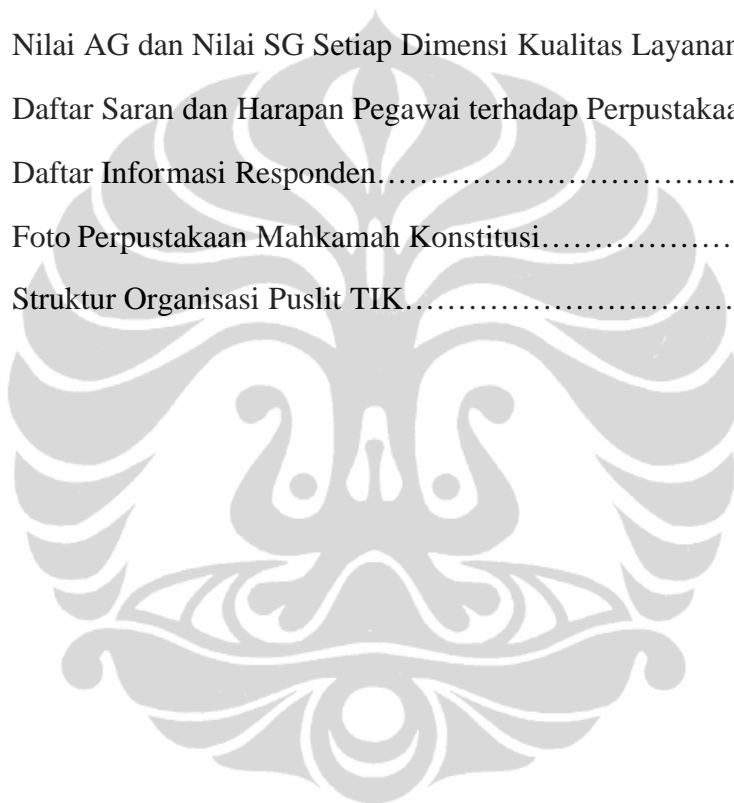 Nilai AG dan Nilai SG Setiap Dimensi Kualitas Layanan
Daftar Saran dan Harapan Pegawai terhadap
Daftar Informasi Responden……………………………
Foto Perpustakaan Mahkamah Konstitusi…………………
Struktur Organisasi Puslit TIK……………………………